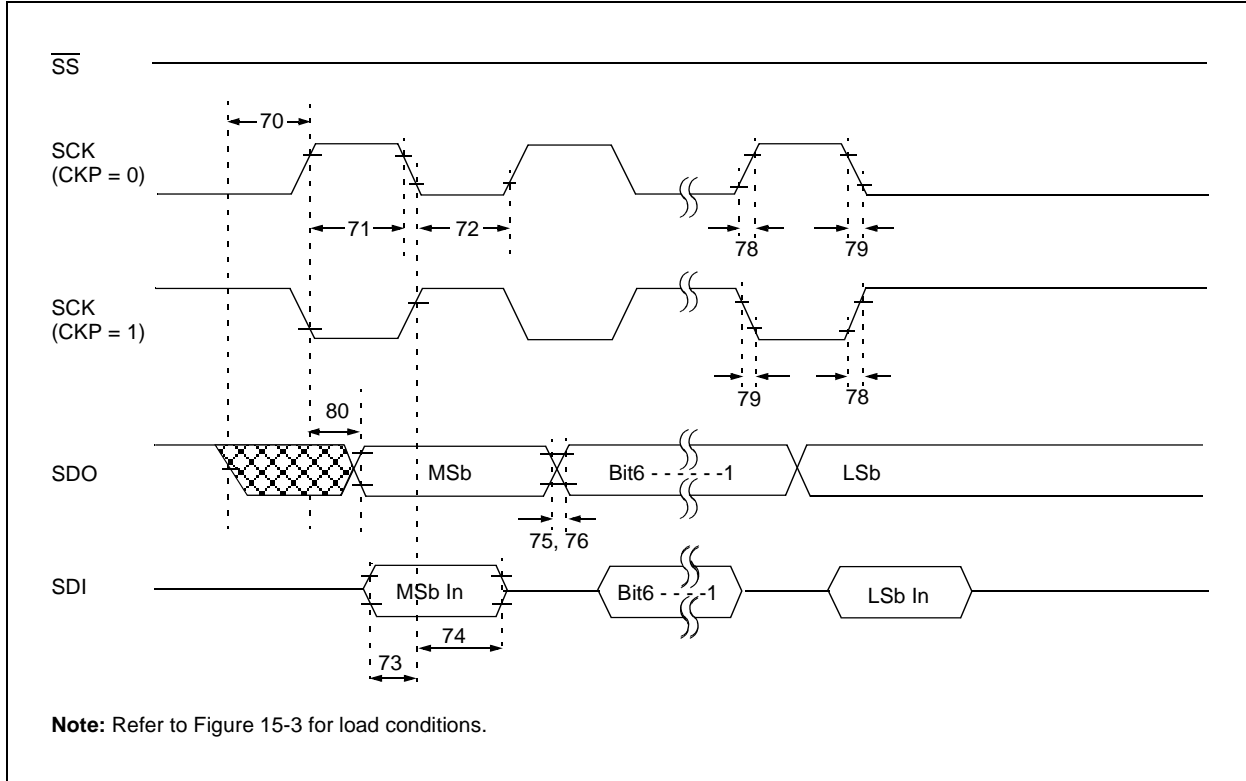 SS
70
SCK
(CKP = 0)
71
72
78
79
SCK
(CKP = 1)
79
78
80
SDO
MSb
Bit6 - - - - - -1
LSb
75, 76
SDI
MSb In
Bit6 - - - -1
LSb In
74
73
Note: Refer to Figure 15-3 for load conditions.